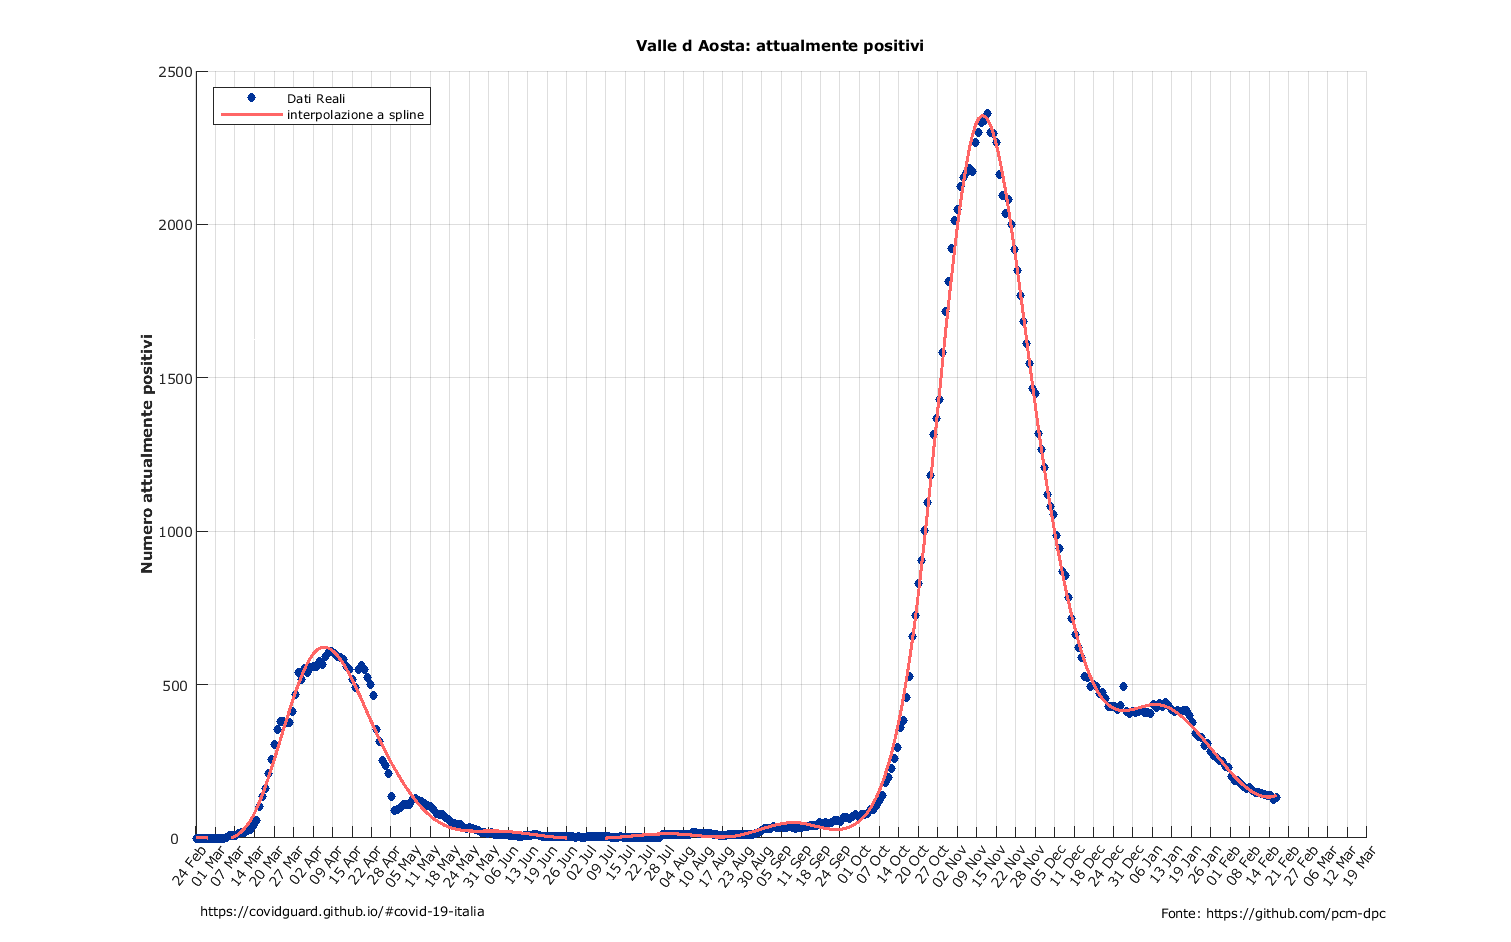 Valle d Aosta: attualmente positivi
Dati Reali
interpolazione a spline
Numero attualmente positivi
2500
2000
1500
1000
500
0
24 Feb
01 Mar
07 Mar
14 Mar
20 Mar
27 Mar
02 Apr
09 Apr
15 Apr
22 Apr
28 Apr
05 May
11 May
18 May
24 May
31 May
06 Jun
13 Jun
19 Jun
26 Jun
02 Jul
09 Jul
15 Jul
22 Jul
28 Jul
04 Aug
10 Aug
17 Aug
23 Aug
30 Aug
05 Sep
11 Sep
18 Sep
24 Sep
01 Oct
07 Oct
14 Oct
20 Oct
27 Oct
02 Nov
09 Nov
15 Nov
22 Nov
28 Nov
05 Dec
11 Dec
18 Dec
24 Dec
31 Dec
06 Jan
13 Jan
19 Jan
26 Jan
01 Feb
08 Feb
14 Feb
21 Feb
27 Feb
06 Mar
12 Mar
19 Mar
https://covidguard.github.io/#covid-19-italia
Fonte: https://github.com/pcm-dpc